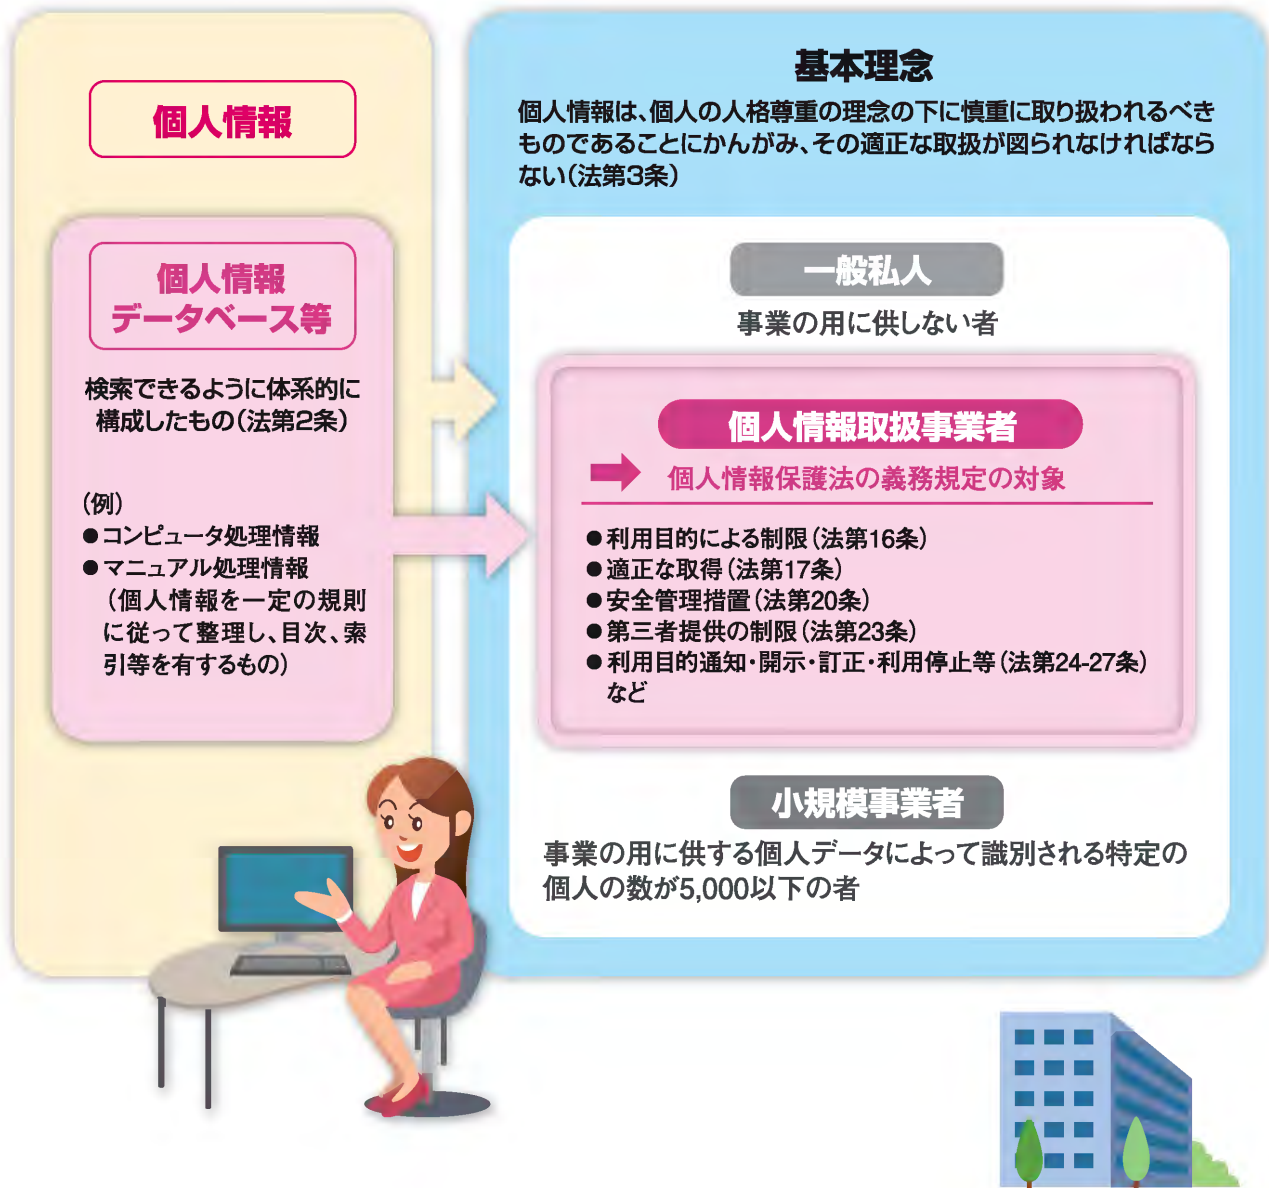 個人情報
個人情報
データベース等
検索できるように体系的に
構成したもの（法第2条）
（例）
●コンピュータ処理情報
●マニュアル処理情報
（個人情報を一定の規則
に従って整理し、目次、索
引等を有するもの）
基本理念
個人情報は、個人の人格尊重の理念の下に慎重に取り扱われるべき
ものであることにかんがみ、その適正な取扱が図られなければなら
ない（法第3条）
一般私人
事業の用に供しない者
個人情報取扱事業者
個人情報保護法の義務規定の対象
●利用目的による制限（法第16条）
●適正な取得（法第17条）
●安全管理措置（法第20条）
●第三者提供の制限（法第23条）
●利用目的通知・開示・訂正・利用停止等（法第24-27条）
など
小規模事業者
事業の用に供する個人データによって識別される特定の
個人の数が5,000以下の者